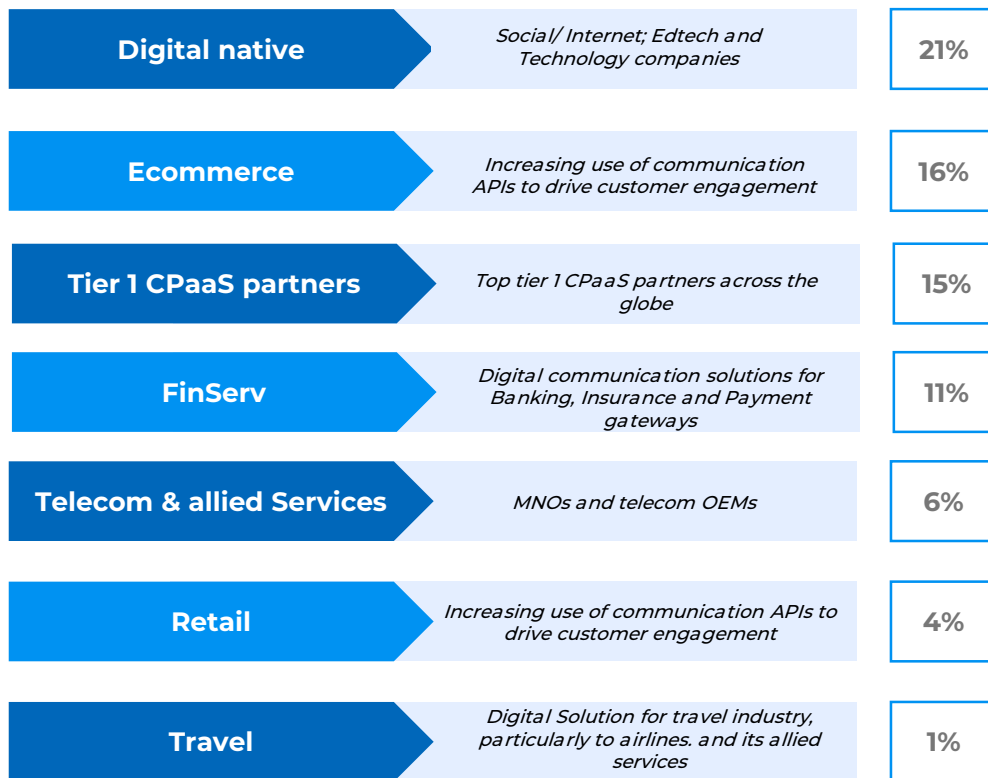 Digital native
Social/ Internet; Edtech and
Technology companies
21%
Ecommerce
Increasing use of communication
APIs to drive customer engagement
16%
Tier 1 CPaaS partners
Top tier 1 CPaaS partners across the
globe
15%
FinServ
Digital communication solutions for
Banking, Insurance and Payment
gateways
11%
Telecom & allied Services
MNOs and telecom OEMs
6%
Retail
Increasing use of communication APIs to
drive customer engagement
4%
Travel
Digital Solution for travel industry,
particularly to airlines. and its allied
services
1%